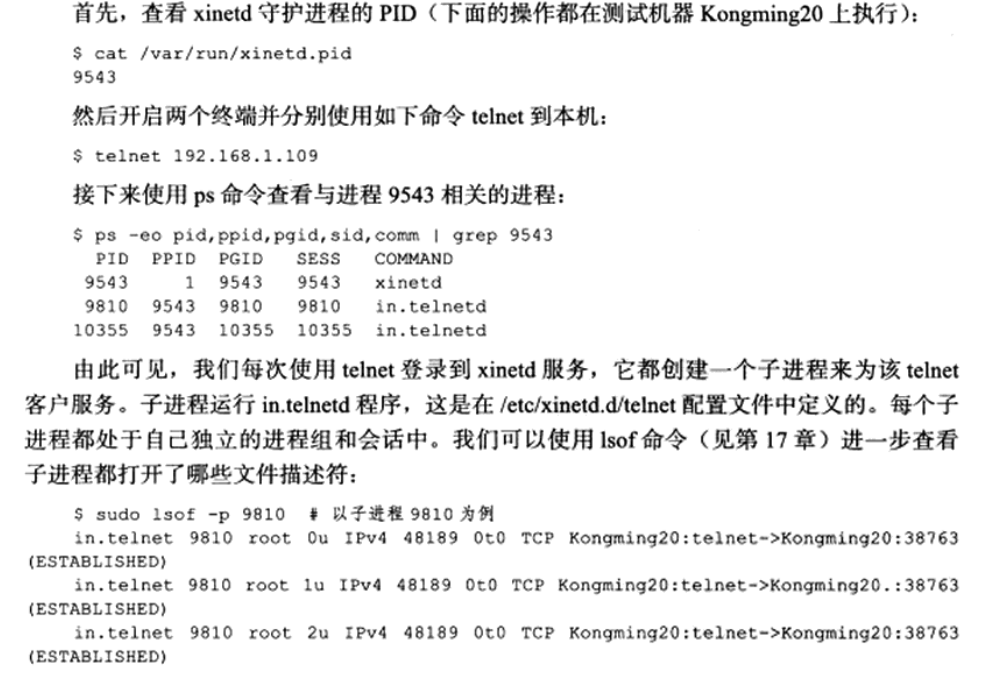 首先，查看 xinetd 守护进程的 PID（下面的操作都在测试机器 Kongming20 上执行）：
$ cat /var/run/xinetd.pid
9543
然后开启两个终端并分别使用如下命令 telnet 到本机：
$ telnet 192.168.1.109
接下来使用 ps 命令查看与进程 9543 相关的进程：
$ ps -eo pid,ppid,pgid,sid,comm | grep 9543
PID PPID PGID SESS COMMAND
9543 1 9543 9543 xinetd
9810 9543 9810 9810 in.telnetd
10355 9543 10355 10355 in.telnetd
由此可见，我们每次使用 telnet 登录到 xinetd 服务，它都创建一个子进程来为该 telnet
客户服务。子进程运行 in.telnetd 程序，这是在 /etc/xinetd.d/telnet 配置文件中定义的。每个子
进程都处于自己独立的进程组和会话中。我们可以使用 lsof 命令（见第 17 章）进一步查看
子进程都打开了哪些文件描述符：
$ sudo lsof -p 9810 # 以子进程 9810 为例
in.telnet 9810 root 0u IPv4 48189 0t0 TCP Kongming20:telnet->Kongming20:38763
(ESTABLISHED)
in.telnet 9810 root 1u IPv4 48189 0t0 TCP Kongming20:telnet->Kongming20.:38763
(ESTABLISHED)
in.telnet 9810 root 2u IPv4 48189 0t0 TCP Kongming20:telnet->Kongming20:38763
(ESTABLISHED)